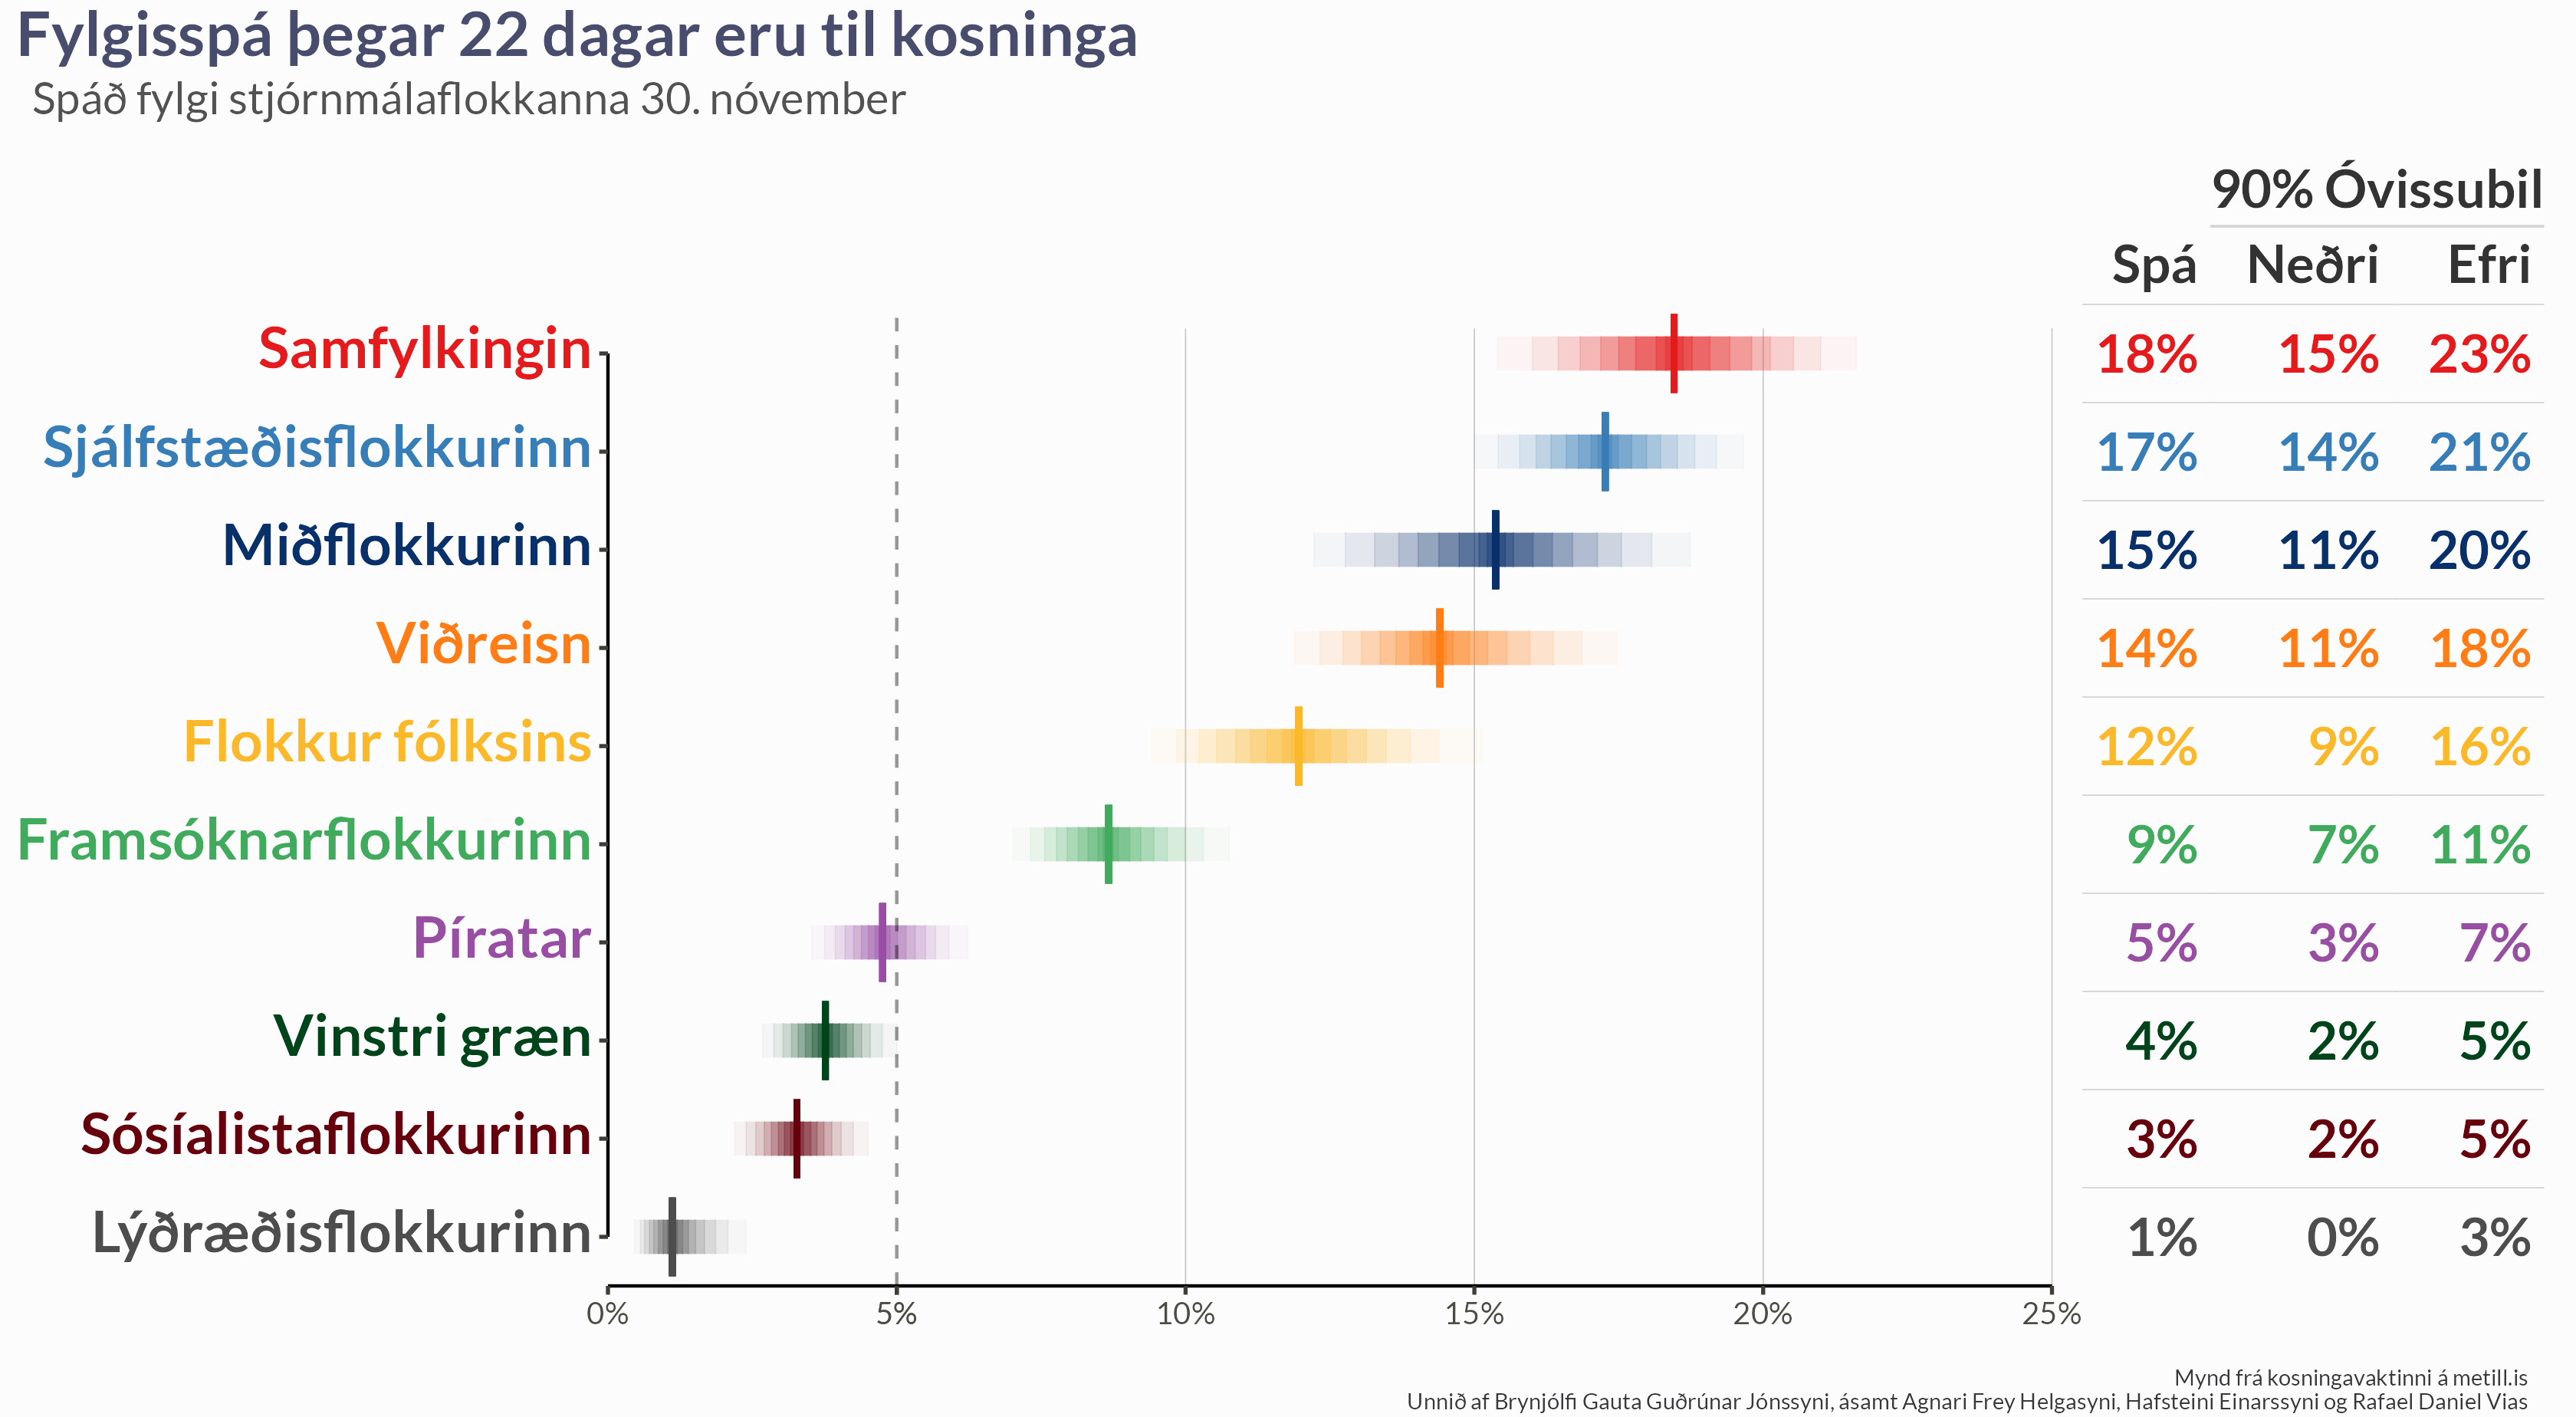 Fylgisspá þegar 22 dagar eru til kosninga
Spáð fylgi stjórnmálaflokkanna 30. nóvember
90% Óvissubil
Spá Neðri Efri
Samfylkingin 18% 15% 23%
Sjálfstæðisflokkurinn 17% 14% 21%
Miðflokkurinn 15% 11% 20%
Viðreisn 14% 11% 18%
Flokkur fólksins 12% 9% 16%
Framsóknarflokkurinn 9% 7% 11%
Píratar 5% 3% 7%
Vinstri græn 4% 2% 5%
Sósíalistaflokkurinn 3% 2% 5%
Lýðræðisflokkurinn 1% 0% 3%
0% 5% 10% 15% 20% 25%
Mynd frá kosningavaktinni á metill.is
Unnið af Brynjólfi Gauta Guðrúnar Jónssyni, ásamt Agnari Frey Helgasyni, Hafsteini Einarssyni og Rafael Daniel Vias